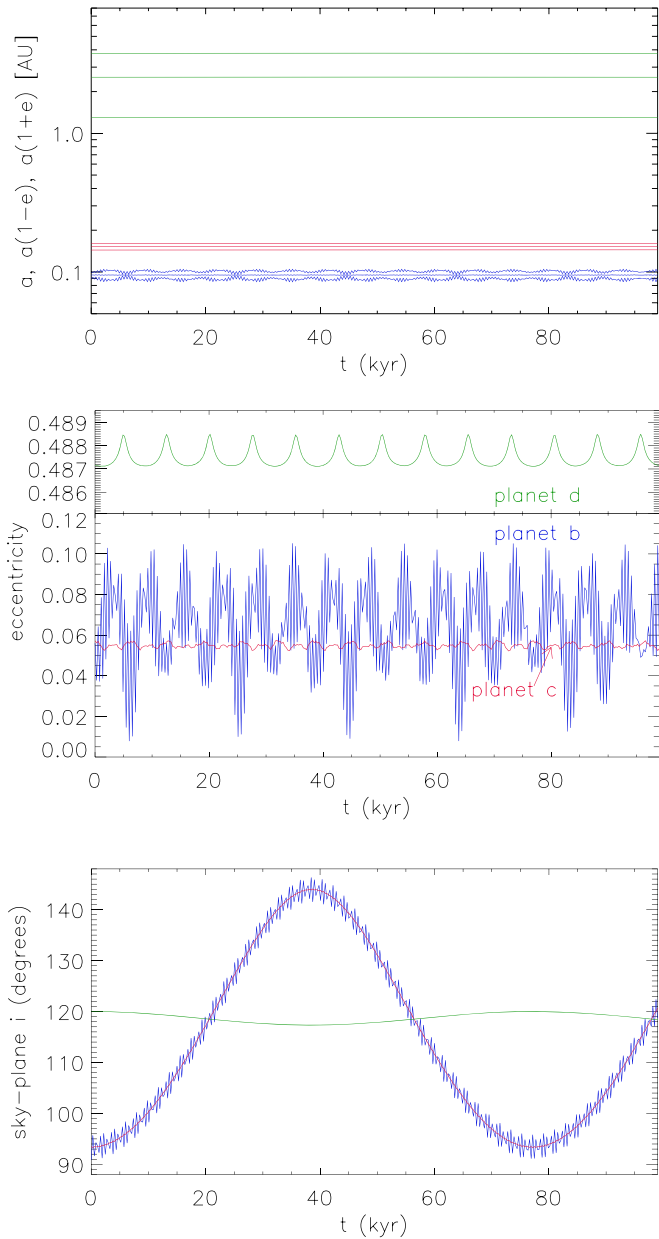 a, a(1−e), a(1+e) [AU]
1.0
0.1
0 20 40 60 80
t (kyr)
eccentricity
0.489
0.488
0.487
0.486
planet d
0.12
0.10
0.08
0.06
0.04
0.02
0.00
planet b
planet c
0 20 40 60 80
t (kyr)
sky−plane i (degrees)
140
130
120
110
100
90
0 20 40 60 80
t (kyr)